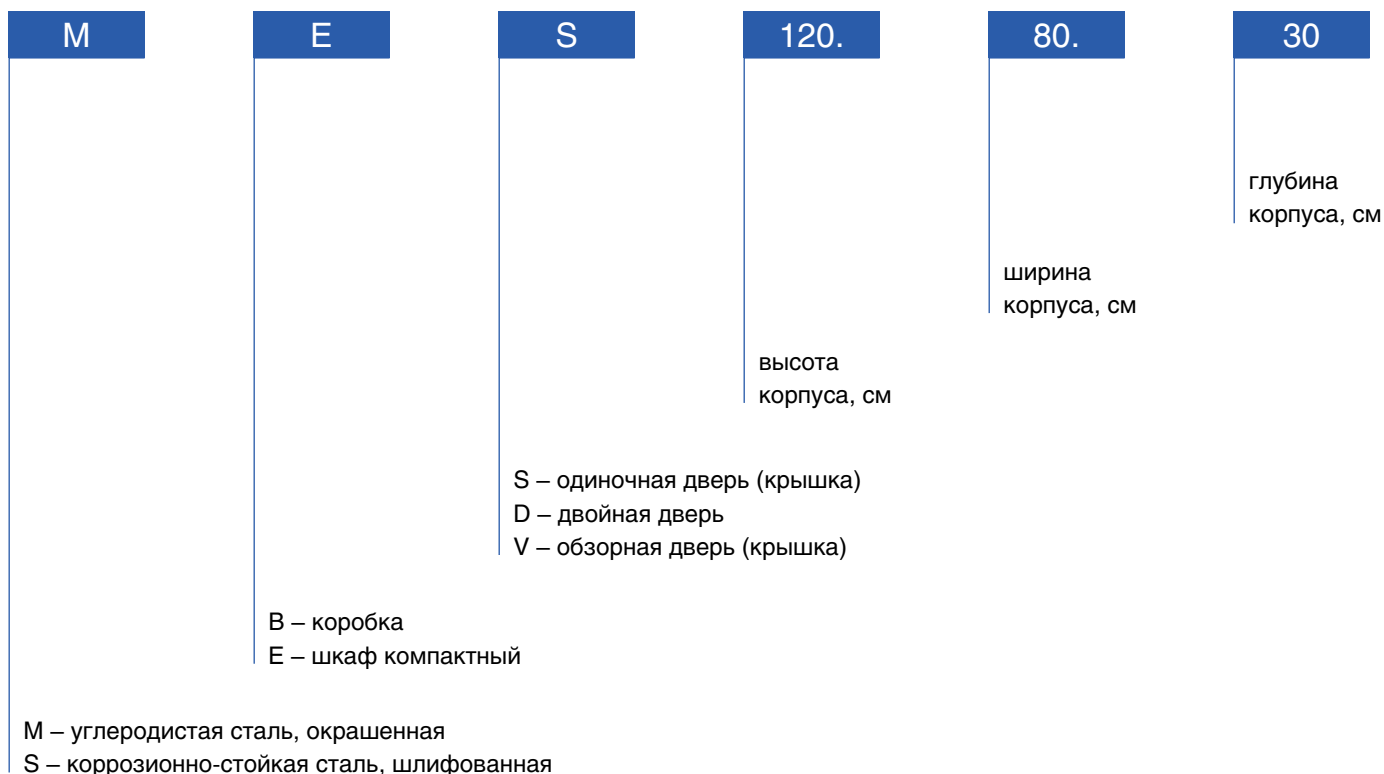 M E S 120. 80. 30
глубина
корпуса, см
ширина
корпуса, см
высота
корпуса, см
S – одиночная дверь (крышка)
D – двойная дверь
V – обзорная дверь (крышка)
B – коробка
E – шкаф компактный
M – углеродистая сталь, окрашенная
S – коррозионно-стойкая сталь, шлифованная